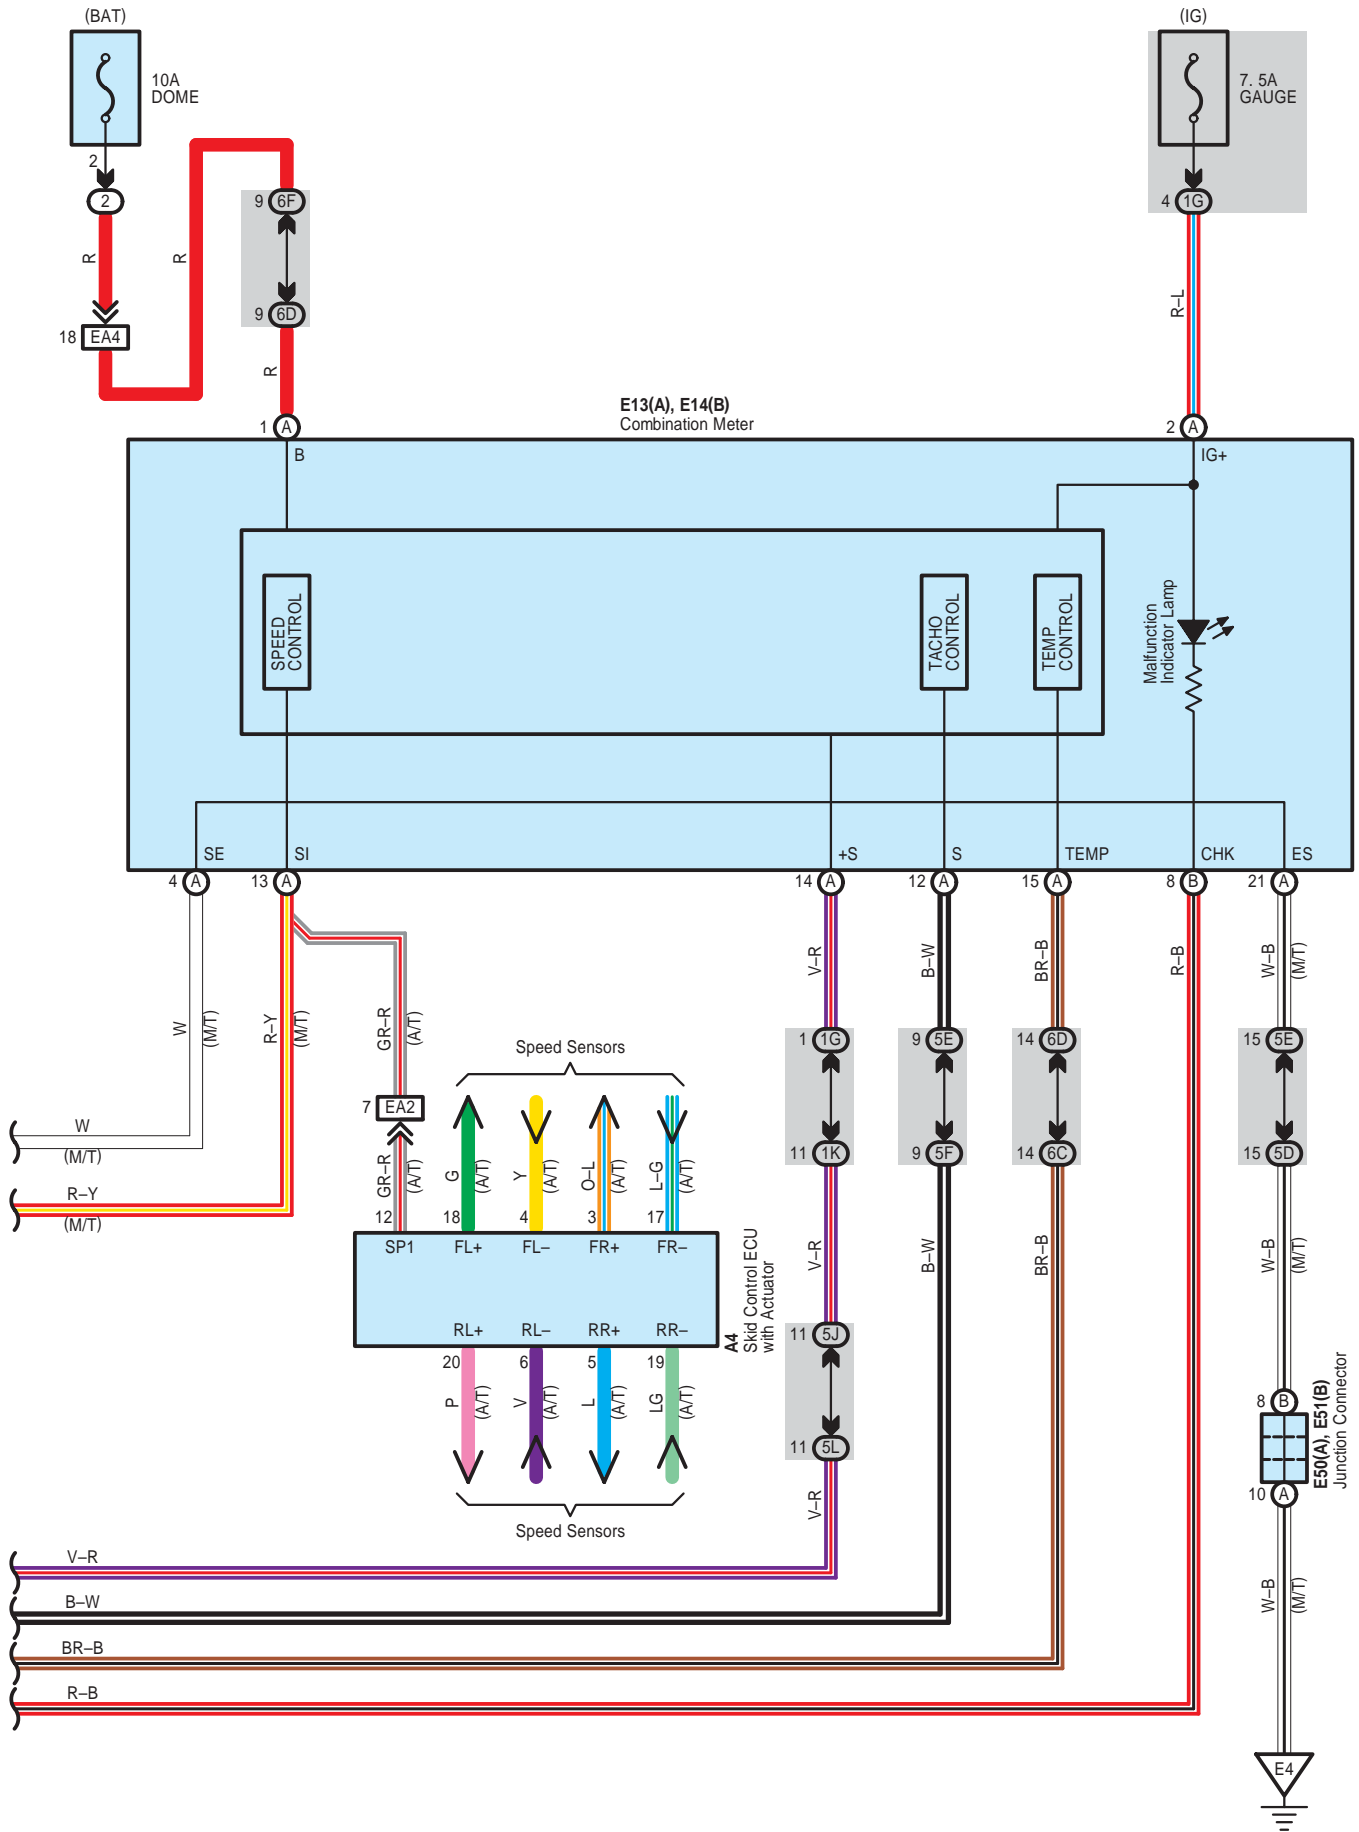 (BAT)
(IG)
10A
DOME
7. 5A
GAUGE
2
2
9 6F
4 1G
R
R
R–L
9 6D
18 EA4
R
E13(A), E14(B)
Combination Meter
1 A
2 A
B
IG+
SPEED
CONTROL
TACHO
CONTROL
TEMP
CONTROL
Malfunction
Indicator Lamp
SE
SI
+S
S
TEMP
CHK
ES
4 A
13 A
14 A
12 A
15 A
8 B
21 A
V–R
B–W
BR–B
R–B
W–B
(M/T)
W
(M/T)
R–Y
(M/T)
GR–R
(A/T)
1 1G
9 5E
14 6D
15 5E
Speed Sensors
7 EA2
W
(M/T)
11 1K
9 5F
14 6C
15 5D
R–Y
(M/T)
GR–R
(A/T)
G
(A/T)
Y
(A/T)
O–L
(A/T)
L–G
(A/T)
12
18
4
3
17
SP1
FL+
FL–
FR+
FR–
V–R
B–W
BR–B
W–B
(M/T)
A4
Skid Control ECU
with Actuator
RL+
RL–
RR+
RR–
20
6
5
19
11 5J
P
(A/T)
V
(A/T)
L
(A/T)
LG
(A/T)
8 B
E50(A), E51(B)
Junction Connector
11 5L
10 A
V–R
Speed Sensors
V–R
B–W
W–B
(M/T)
BR–B
R–B
E4